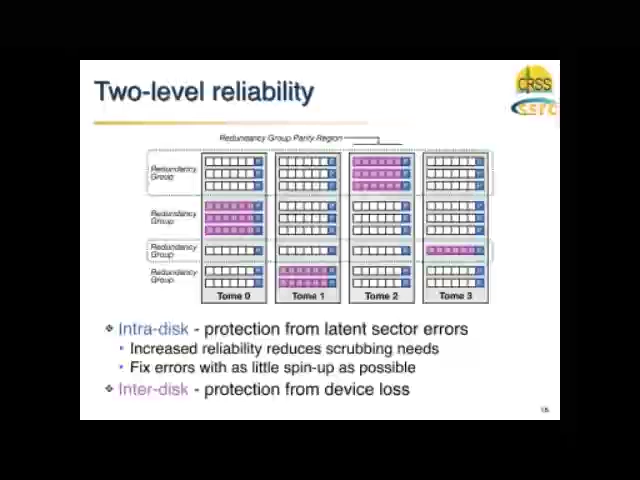 Two-level reliability
CRSS
ssrc
Redundancy Group Parity Region
Redundancy
Group
Redundancy
Group
Redundancy
Group
Redundancy
Group
Tome 0
Tome 1
Tome 2
Tome 3
❖ Intra-disk - protection from latent sector errors
• Increased reliability reduces scrubbing needs
• Fix errors with as little spin-up as possible
❖ Inter-disk - protection from device loss